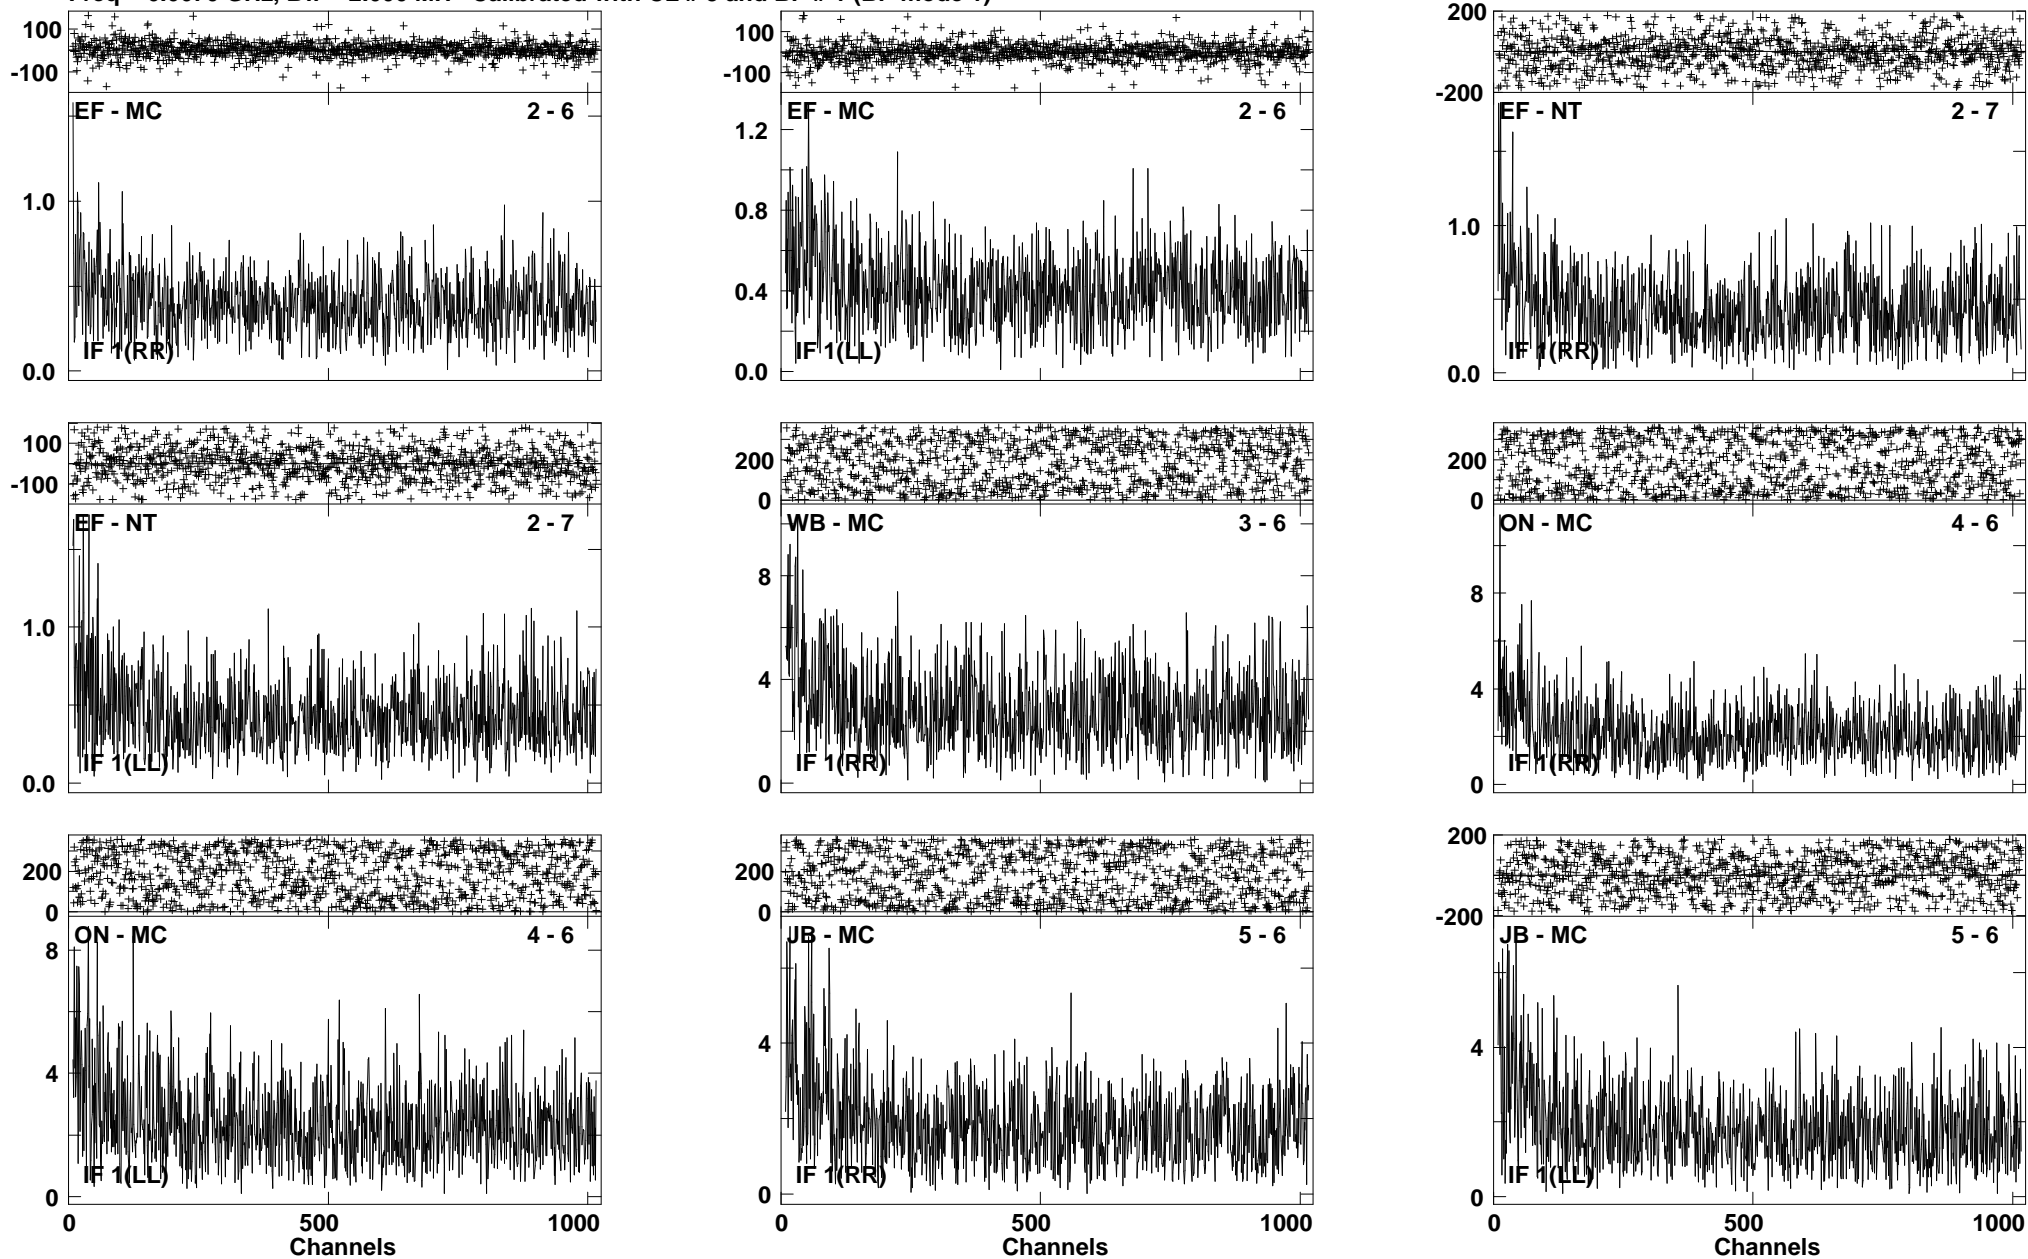 100
-100
EF - MC 2 - 6
1.0
IF 1(RR)
0.0
100
-100
EF - MC 2 - 6
1.2
0.8
0.4
IF 1(LL)
0.0
200
-200
EF - NT 2 - 7
1.0
IF 1(RR)
0.0
100
-100
EF - NT 2 - 7
1.0
IF 1(LL)
0.0
200
0
WB - MC 3 - 6
8
4
IF 1(RR)
0
200
0
ON - MC 4 - 6
8
4
IF 1(RR)
0
200
0
ON - MC 4 - 6
8
4
IF 1(LL)
0
0 500 1000
Channels
200
0
JB - MC 5 - 6
4
IF 1(RR)
0
0 500 1000
Channels
200
-200
JB - MC 5 - 6
4
IF 1(LL)
0
0 500 1000
Channels